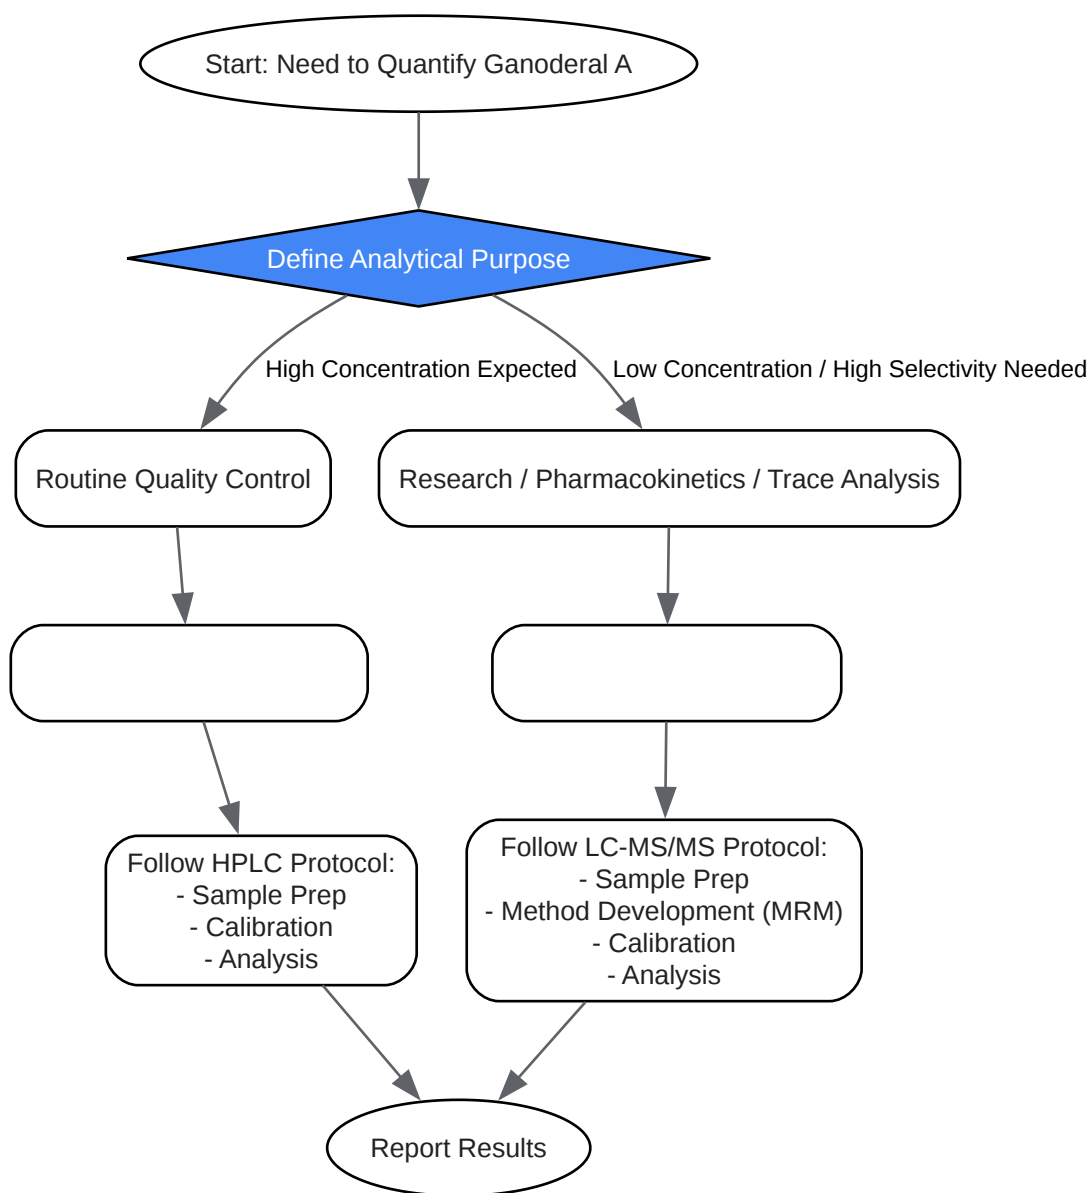 Start: Need to Quantify Ganoderal A
Define Analytical Purpose
High Concentration Expected
Low Concentration / High Selectivity Needed
Routine Quality Control
Research / Pharmacokinetics / Trace Analysis
Follow HPLC Protocol:
- Sample Prep
- Calibration
- Analysis
Follow LC-MS/MS Protocol:
- Sample Prep
- Method Development (MRM)
- Calibration
- Analysis
Report Results